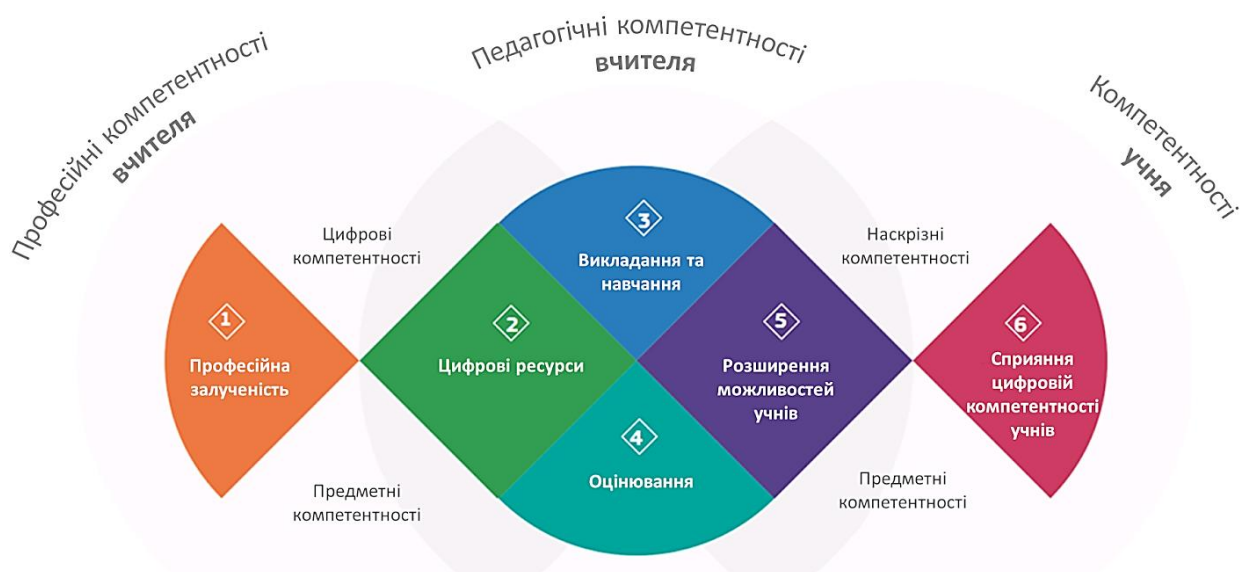 Професійні компетентності
вчителя
Педагогічні компетентності
вчителя
Компетентності
учня
1
Професійна
залученість
Цифрові
компетентності
Предметні
компетентності
2
Цифрові ресурси
3
Викладання та
навчання
4
Оцінювання
5
Розширення
можливостей
учнів
Наскрізні
компетентності
Предметні
компетентності
6
Сприяння
цифровій
компетентності
учнів